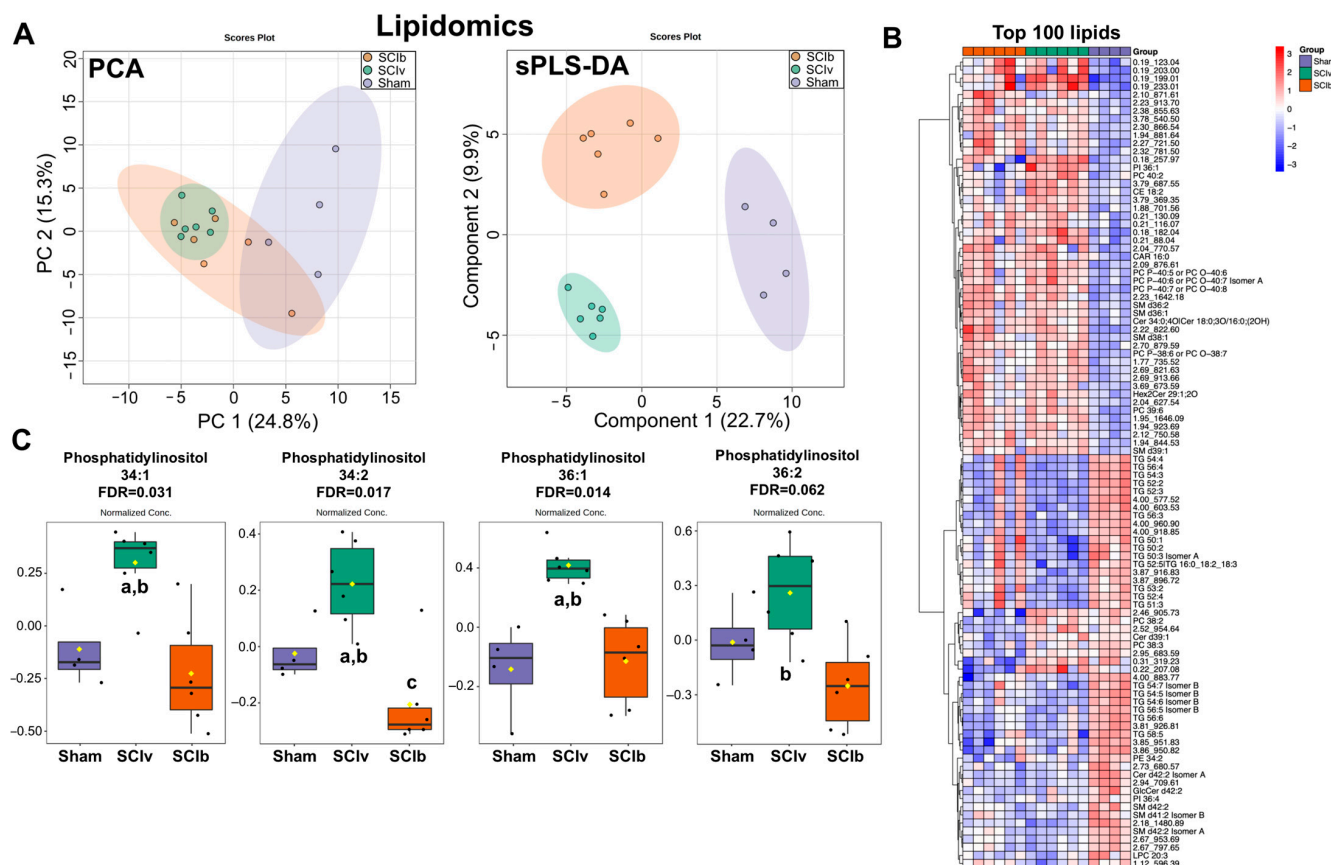 Lipidomics
A
Scores Plot
PCA
SCIb
SCIv
Sham
PC 2 (15.3%)
20
15
10
5
0
−5
−10
−15
−10
−5
0
5
10
15
PC 1 (24.8%)
Scores Plot
sPLS-DA
SCIb
SCIv
Sham
Component 2 (9.9%)
5
0
−5
−5
0
5
10
Component 1 (22.7%)
B
Top 100 lipids
Group
0.19_123.04
0.19_203.00
0.19_199.01
0.19_233.01
2.10_871.61
2.23_913.70
2.38_855.63
3.78_540.50
2.30_866.54
1.94_881.64
2.27_721.50
2.32_781.50
0.18_257.97
PI 36:1
PC 40:2
3.79_687.55
CE 18:2
3.79_369.35
1.88_701.56
0.21_130.09
0.21_116.07
0.18_182.04
0.21_88.04
2.04_770.57
CAR 16:0
2.09_876.61
PC P−40:5 or PC O−40:6
PC P−40:6 or PC O−40:7 Isomer A
PC P−40:7 or PC O−40:8
2.23_1642.18
SM d36:2
SM d36:1
Cer 34:0;4O|Cer 18:0;3O/16:0;(2OH)
2.22_822.60
SM d38:1
2.70_879.59
PC P−38:6 or PC O−38:7
1.77_735.52
2.69_821.63
2.69_913.66
3.69_673.59
Hex2Cer 29:1;2O
2.04_627.54
PC 39:6
1.95_1646.09
1.94_923.69
2.12_750.58
1.94_844.53
SM d39:1
TG 54:4
TG 56:4
TG 54:3
TG 52:2
TG 52:3
4.00_577.52
4.00_603.53
TG 56:3
4.00_960.90
4.00_918.85
TG 50:1
TG 50:2
TG 50:3 Isomer A
TG 52:5|TG 16:0_18:2_18:3
3.87_916.83
3.87_896.72
TG 53:2
TG 52:4
TG 51:3
2.46_905.73
PC 38:2
2.52_954.64
Cer d39:1
PC 38:3
2.95_683.59
0.31_319.23
0.22_207.08
4.00_883.77
TG 54:7 Isomer B
TG 54:5 Isomer B
TG 54:6 Isomer B
TG 56:5 Isomer B
TG 56:6
3.81_926.81
TG 58:5
3.85_951.83
3.86_950.82
PE 34:2
2.73_680.57
Cer d42:2 Isomer A
2.94_709.61
GlcCer d42:2
PI 36:4
SM d42:2
SM d41:2 Isomer B
2.18_1480.89
SM d42:2 Isomer A
2.67_953.69
2.67_797.65
LPC 20:3
1.12_596.39
3
2
1
0
−1
−2
−3
Group
Sham
SCIv
SCIb
C
Phosphatidylinositol
34:1
FDR=0.031
Normalized Conc.
0.25
0.00
−0.25
−0.50
a,b
Sham
SCIv
SCIb
Phosphatidylinositol
34:2
FDR=0.017
Normalized Conc.
0.4
0.2
0.0
−0.2
a,b
c
Sham
SCIv
SCIb
Phosphatidylinositol
36:1
FDR=0.014
Normalized Conc.
0.0
−0.2
a,b
Sham
SCIv
SCIb
Phosphatidylinositol
36:2
FDR=0.062
Normalized Conc.
0.6
0.3
0.0
−0.3
b
Sham
SCIv
SCIb